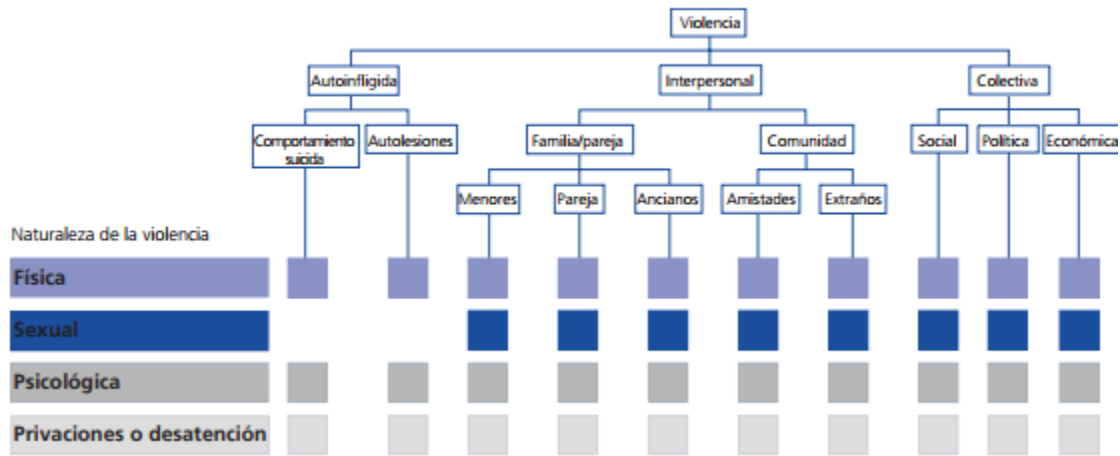 Violencia
Autoinfligida
Interpersonal
Colectiva
Comportamiento
suicida
Autolesiones
Familia/pareja
Comunidad
Social
Política
Económica
Menores
Pareja
Ancianos
Amistades
Extraños
Naturaleza de la violencia
Física
Sexual
Psicológica
Privaciones o desatención